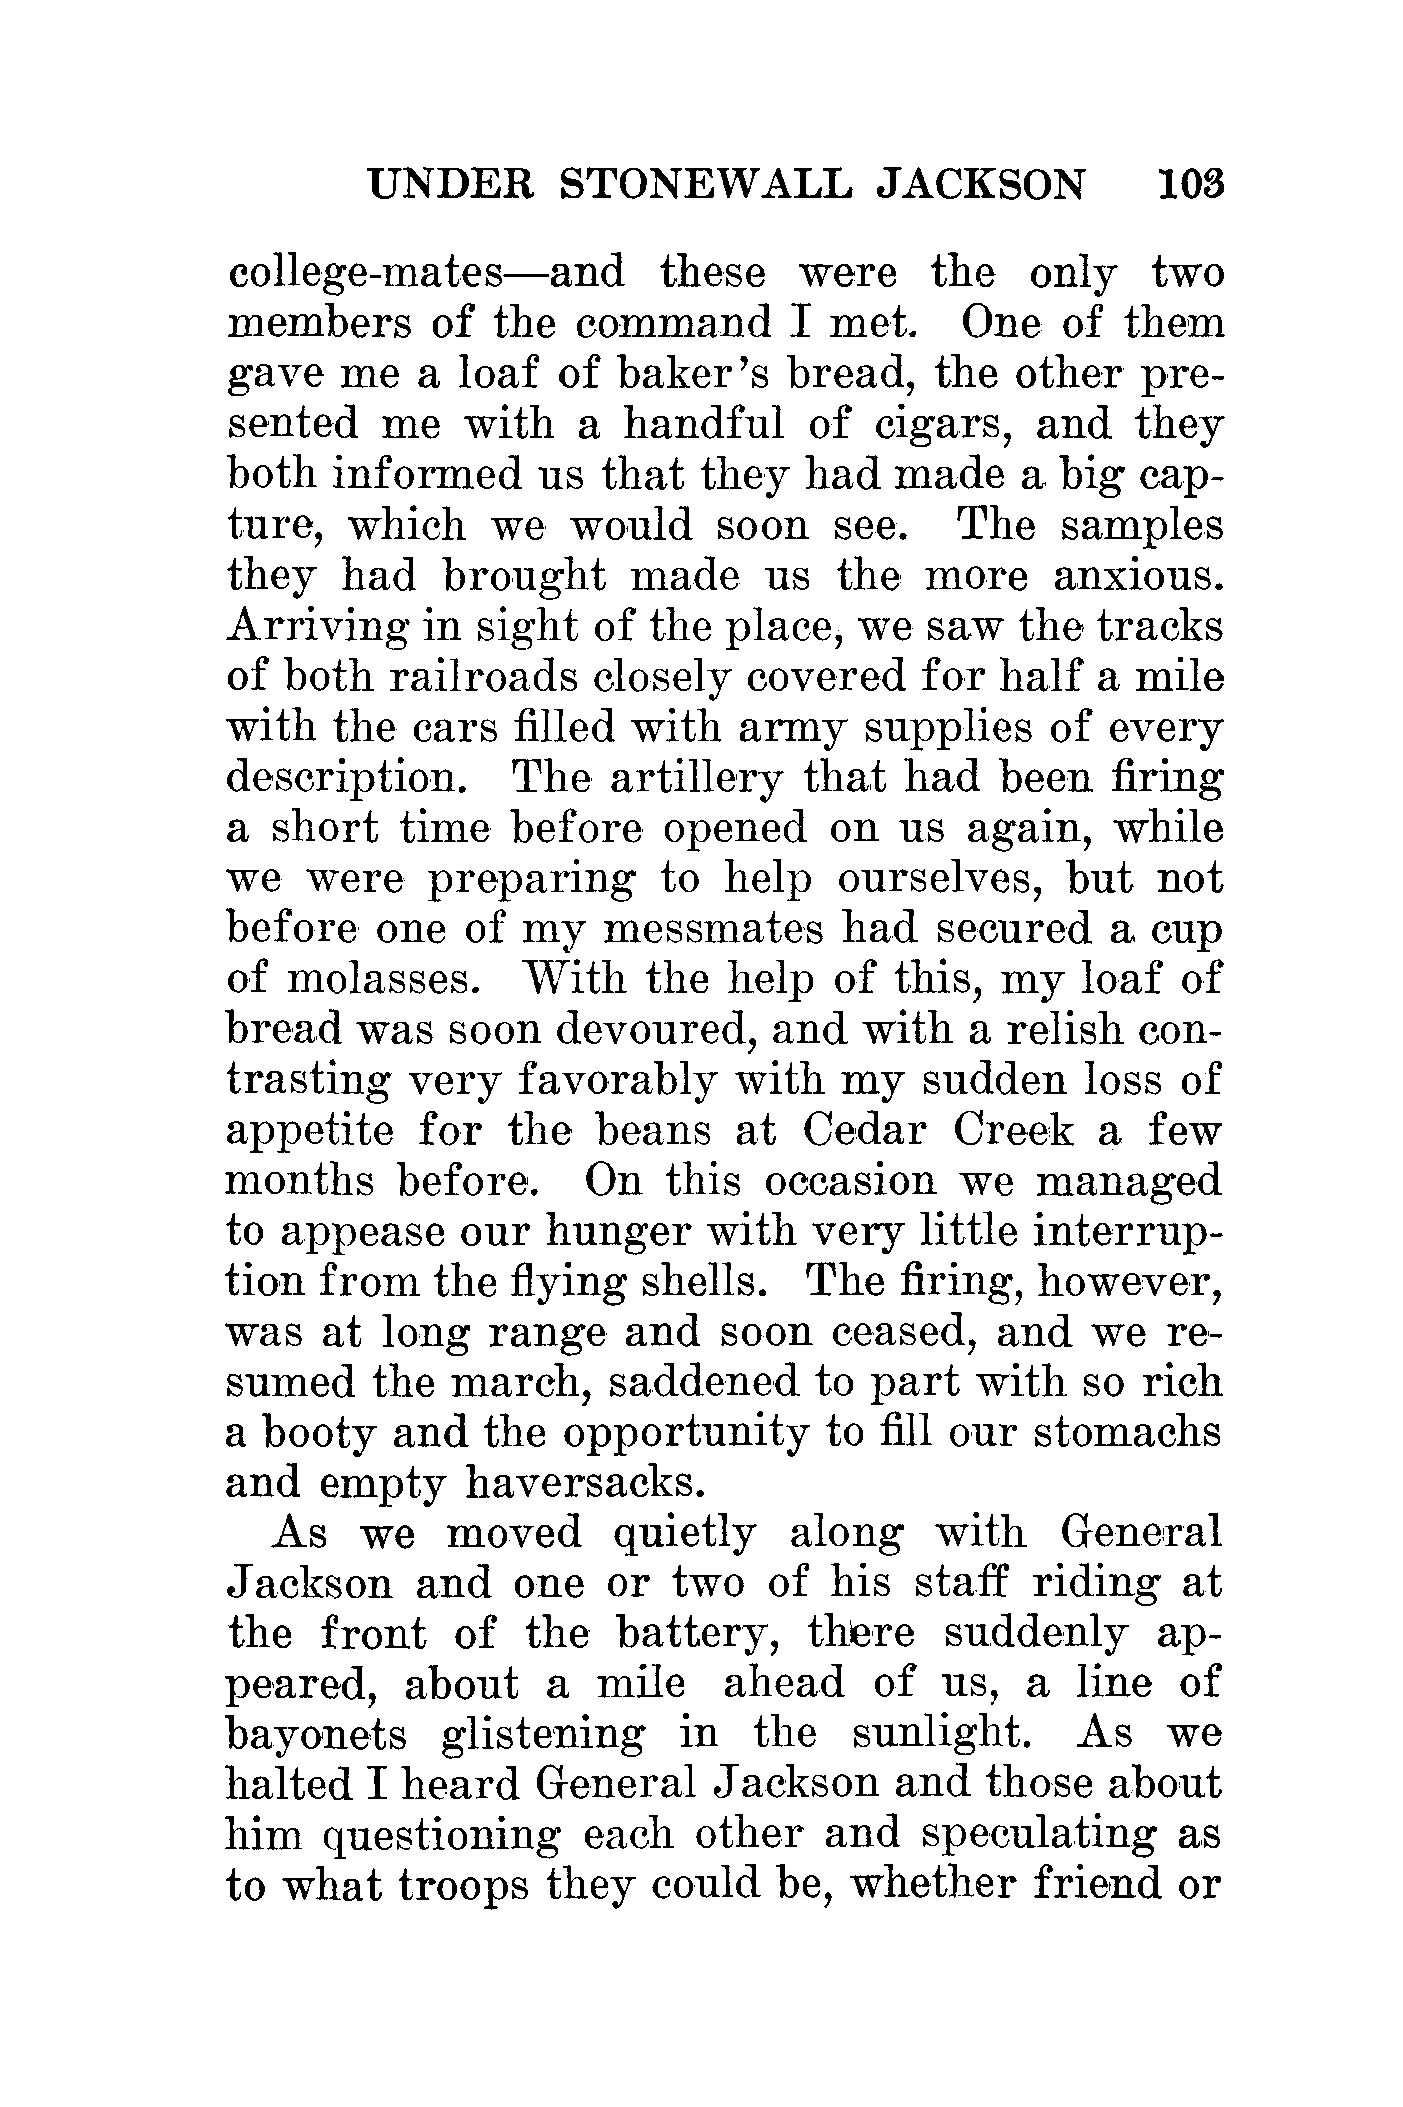 UNDER STONEWALL JACKSON 103
college-mates—and these were the only two
members of the command I met. One of them
gave me a loaf of baker's bread, the other pre-
sented me with a handful of cigars, and they
both informed us that they had made a big cap-
ture, which we would soon see. The samples
they had brought made us the more anxious.
Arriving in sight of the place, we saw the tracks
of both railroads closely covered for half a mile
with the cars filled with army supplies of every
description. The artillery that had been firing
a short time before opened on us again, while
we were preparing to help ourselves, but not
before one of my messmates had secured a cup
of molasses. With the help of this, my loaf of
bread was soon devoured, and with a relish con-
trasting very favorably with my sudden loss of
appetite for the beans at Cedar Creek a few
months before. On this occasion we managed
to appease our hunger with very little interrup-
tion from the flying shells. The firing, however,
was at long range and soon ceased, and we re-
sumed the march, saddened to part with so rich
a booty and the opportunity to fill our stomachs
and empty haversacks.
As we moved quietly along with General
Jackson and one or two of his staff riding at
the front of the battery, there suddenly ap-
peared, about a mile ahead of us, a line of
bayonets glistening in the sunlight. As we
halted I heard General Jackson and those about
him questioning each other and speculating as
to what troops they could be, whether friend or